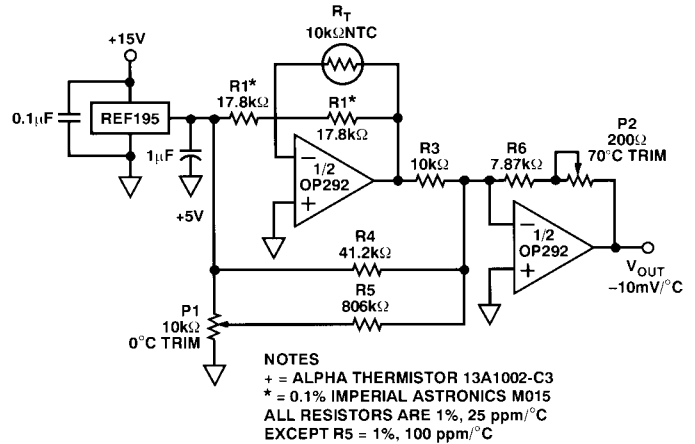 R_T
10kΩNTC
+15V
R1*
17.8kΩ
R1*
17.8kΩ
0.1μF
REF195
1μF
+5V
−
1/2
OP292
+
R3
10kΩ
R6
7.87kΩ
P2
200Ω
70°C TRIM
−
1/2
OP292
+
V_OUT
−10mV/°C
R4
41.2kΩ
R5
806kΩ
P1
10kΩ
0°C TRIM
NOTES
+ = ALPHA THERMISTOR 13A1002-C3
* = 0.1% IMPERIAL ASTRONICS M015
ALL RESISTORS ARE 1%, 25 ppm/°C
EXCEPT R5 = 1%, 100 ppm/°C